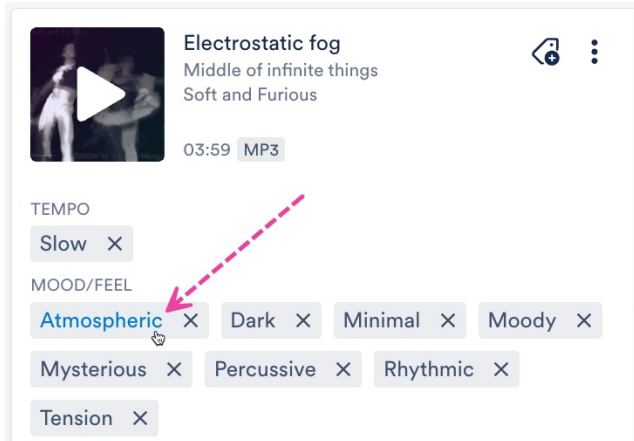 Electrostatic fog
Middle of infinite things
Soft and Furious
03:59 MP3
TEMPO
Slow
MOOD/FEEL
Atmospheric Dark Minimal Moody
Mysterious Percussive Rhythmic
Tension